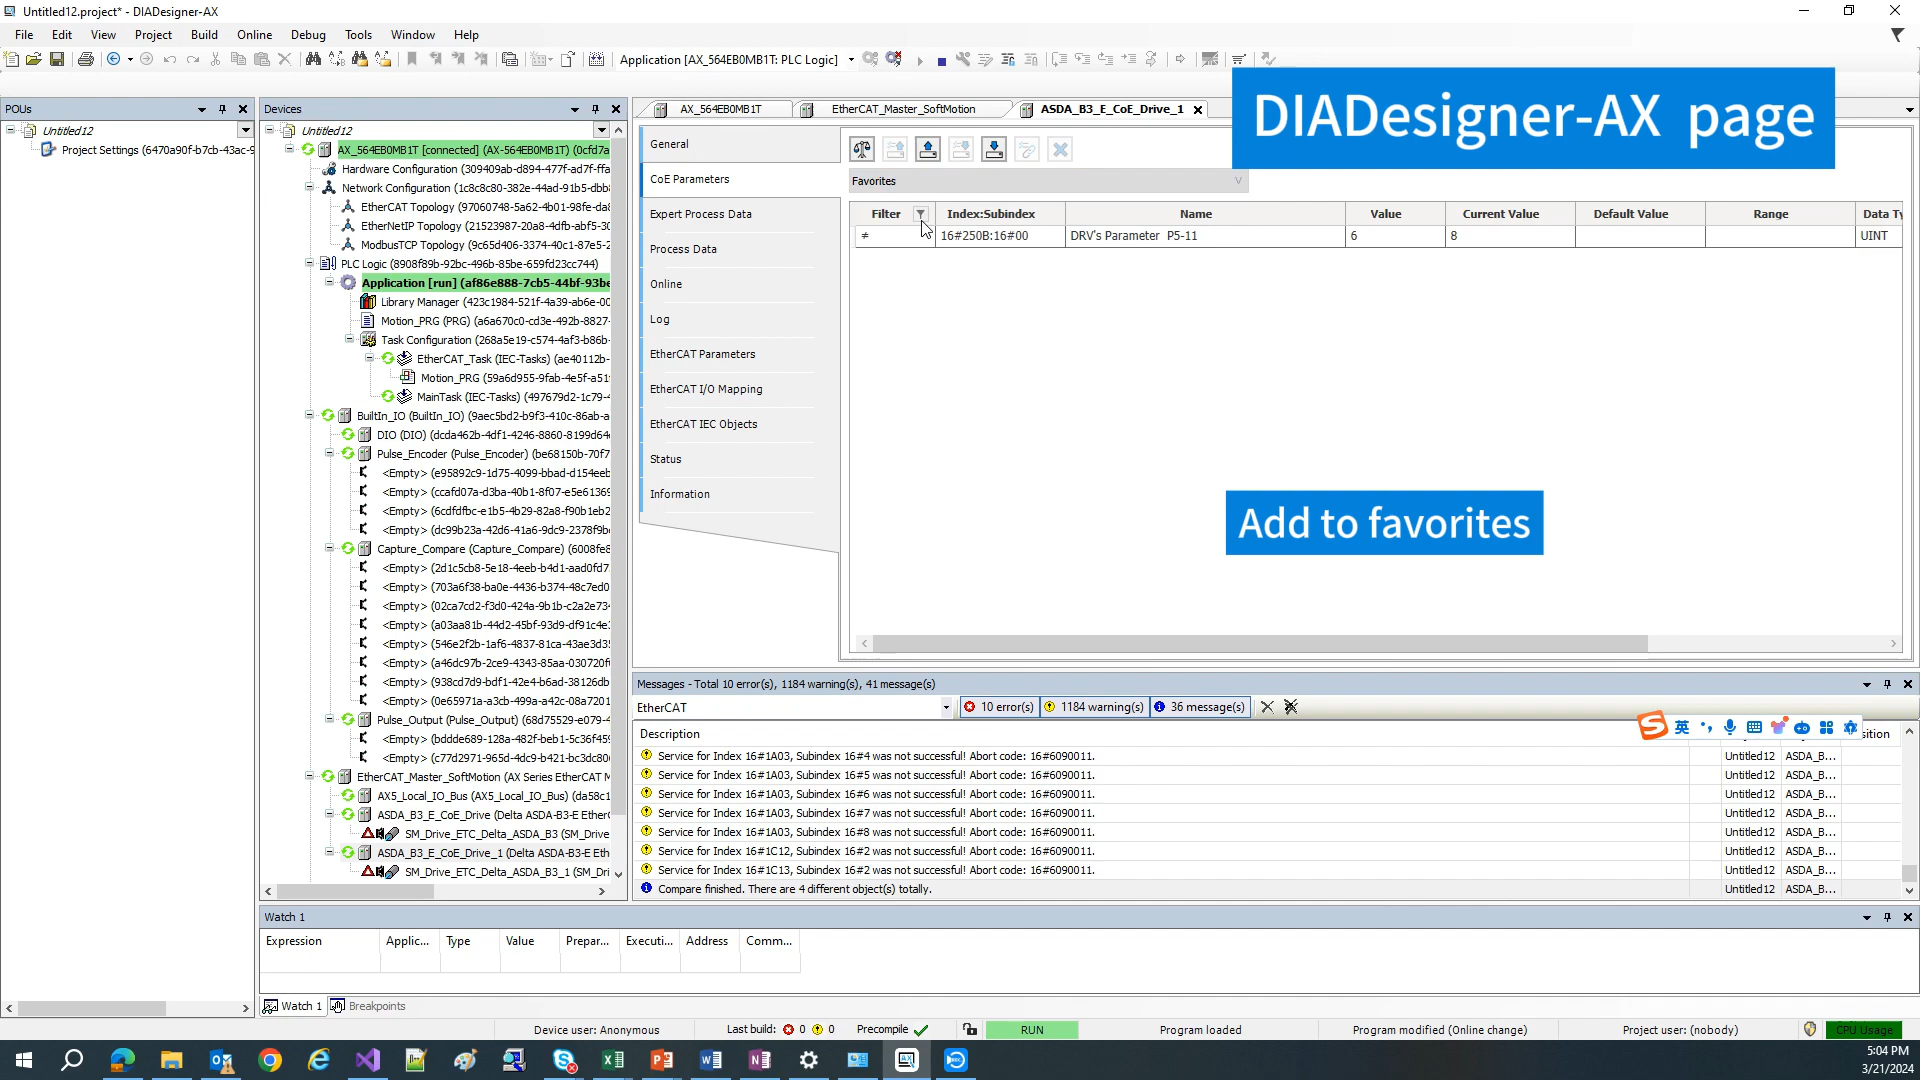 Untitled12.project* - DIADesigner-AX
File Edit View Project Build Online Debug Tools Window Help
Application [AX_564EB0MB1T: PLC Logic]
DIADesigner-AX page
POUs
Untitled12
Project Settings (6470a90f-b7cb-43ac-9
Devices
Untitled12
AX_564EB0MB1T [connected] (AX-564EB0MB1T) (0cfd7a
Hardware Configuration (309409ab-d894-477f-ad7f-ffa
Network Configuration (1c8c8c80-382e-44ad-91b5-dbb
EtherCAT Topology (97060748-5a62-4b01-98fe-da8
EtherNetIP Topology (21523987-20a8-4dfb-abf5-30
ModbusTCP Topology (9c65d406-3374-40c1-87e5-2
PLC Logic (8908f89b-92bc-496b-85be-659fd23cc744)
Application [run] (af86e888-7cb5-44bf-93be
Library Manager (423c1984-521f-4a39-ab6e-00
Motion_PRG (PRG) (a6a670c0-cd3e-492b-8827-
Task Configuration (268a5e19-c574-4af3-b86b-
EtherCAT_Task (IEC-Tasks) (ae40112b-
Motion_PRG (59a6d955-9fab-4e5f-a51f
MainTask (IEC-Tasks) (497679d2-1c79-4
BuiltIn_IO (BuiltIn_IO) (9aec5bd2-b9f3-410c-86ab-a
DIO (DIO) (dcda462b-4df1-4246-8860-8199d64
Pulse_Encoder (Pulse_Encoder) (be68150b-70f7
<Empty> (e95892c9-1d75-4099-bbad-d154eeb
<Empty> (ccafd07a-d3ba-40b1-8f07-e5e61369
<Empty> (6cdfdfbc-e1b5-4b29-82a8-f90b1eb2
<Empty> (dc99b23a-42d6-41a6-9dc9-2378f9b
Capture_Compare (Capture_Compare) (6008fe8
<Empty> (2d1c5cb8-5e18-4eeb-b4d1-aad0fd7
<Empty> (703a6f38-ba0e-4436-b374-48c7ed0
<Empty> (02ca7cd2-f3d0-424a-9b1b-c2a2e73
<Empty> (a03aa81b-44d2-45bf-93d9-df91c4e
<Empty> (546e2f2b-1af6-4837-81ca-43ae3d3
<Empty> (a46dc97b-2ce9-4343-85aa-030720f
<Empty> (938cd7d9-bdf1-42e4-b6ad-38126db
<Empty> (0e65971a-a3cb-499a-a42c-08a7201
Pulse_Output (Pulse_Output) (68d75529-e079-4
<Empty> (bddde689-128a-482f-beb1-5c36f45
<Empty> (c77d2971-965d-4dc9-b421-bc3dc80
EtherCAT_Master_SoftMotion (AX Series EtherCAT M
AX5_Local_IO_Bus (AX5_Local_IO_Bus) (da58c1
ASDA_B3_E_CoE_Drive (Delta ASDA-B3-E Ether
SM_Drive_ETC_Delta_ASDA_B3 (SM_Drive
ASDA_B3_E_CoE_Drive_1 (Delta ASDA-B3-E Eth
SM_Drive_ETC_Delta_ASDA_B3_1 (SM_Dri
AX_564EB0MB1T EtherCAT_Master_SoftMotion ASDA_B3_E_CoE_Drive_1
General
CoE Parameters
Expert Process Data
Process Data
Online
Log
EtherCAT Parameters
EtherCAT I/O Mapping
EtherCAT IEC Objects
Status
Information
Favorites
Filter Index:Subindex Name Value Current Value Default Value Range Data Ty
≠ 16#250B:16#00 DRV's Parameter P5-11 6 8 UINT
Add to favorites
Messages - Total 10 error(s), 1184 warning(s), 41 message(s)
EtherCAT 10 error(s) 1184 warning(s) 36 message(s)
英
Description sition
Service for Index 16#1A03, Subindex 16#4 was not successful! Abort code: 16#6090011. Untitled12 ASDA_B...
Service for Index 16#1A03, Subindex 16#5 was not successful! Abort code: 16#6090011. Untitled12 ASDA_B...
Service for Index 16#1A03, Subindex 16#6 was not successful! Abort code: 16#6090011. Untitled12 ASDA_B...
Service for Index 16#1A03, Subindex 16#7 was not successful! Abort code: 16#6090011. Untitled12 ASDA_B...
Service for Index 16#1A03, Subindex 16#8 was not successful! Abort code: 16#6090011. Untitled12 ASDA_B...
Service for Index 16#1C12, Subindex 16#2 was not successful! Abort code: 16#6090011. Untitled12 ASDA_B...
Service for Index 16#1C13, Subindex 16#2 was not successful! Abort code: 16#6090011. Untitled12 ASDA_B...
Compare finished. There are 4 different object(s) totally. Untitled12 ASDA_B...
Watch 1
Expression Applic... Type Value Prepar... Executi... Address Comm...
Watch 1 Breakpoints
Device user: Anonymous Last build: 0 0 Precompile RUN Program loaded Program modified (Online change) Project user: (nobody) CPU Usage
5:04 PM
3/21/2024